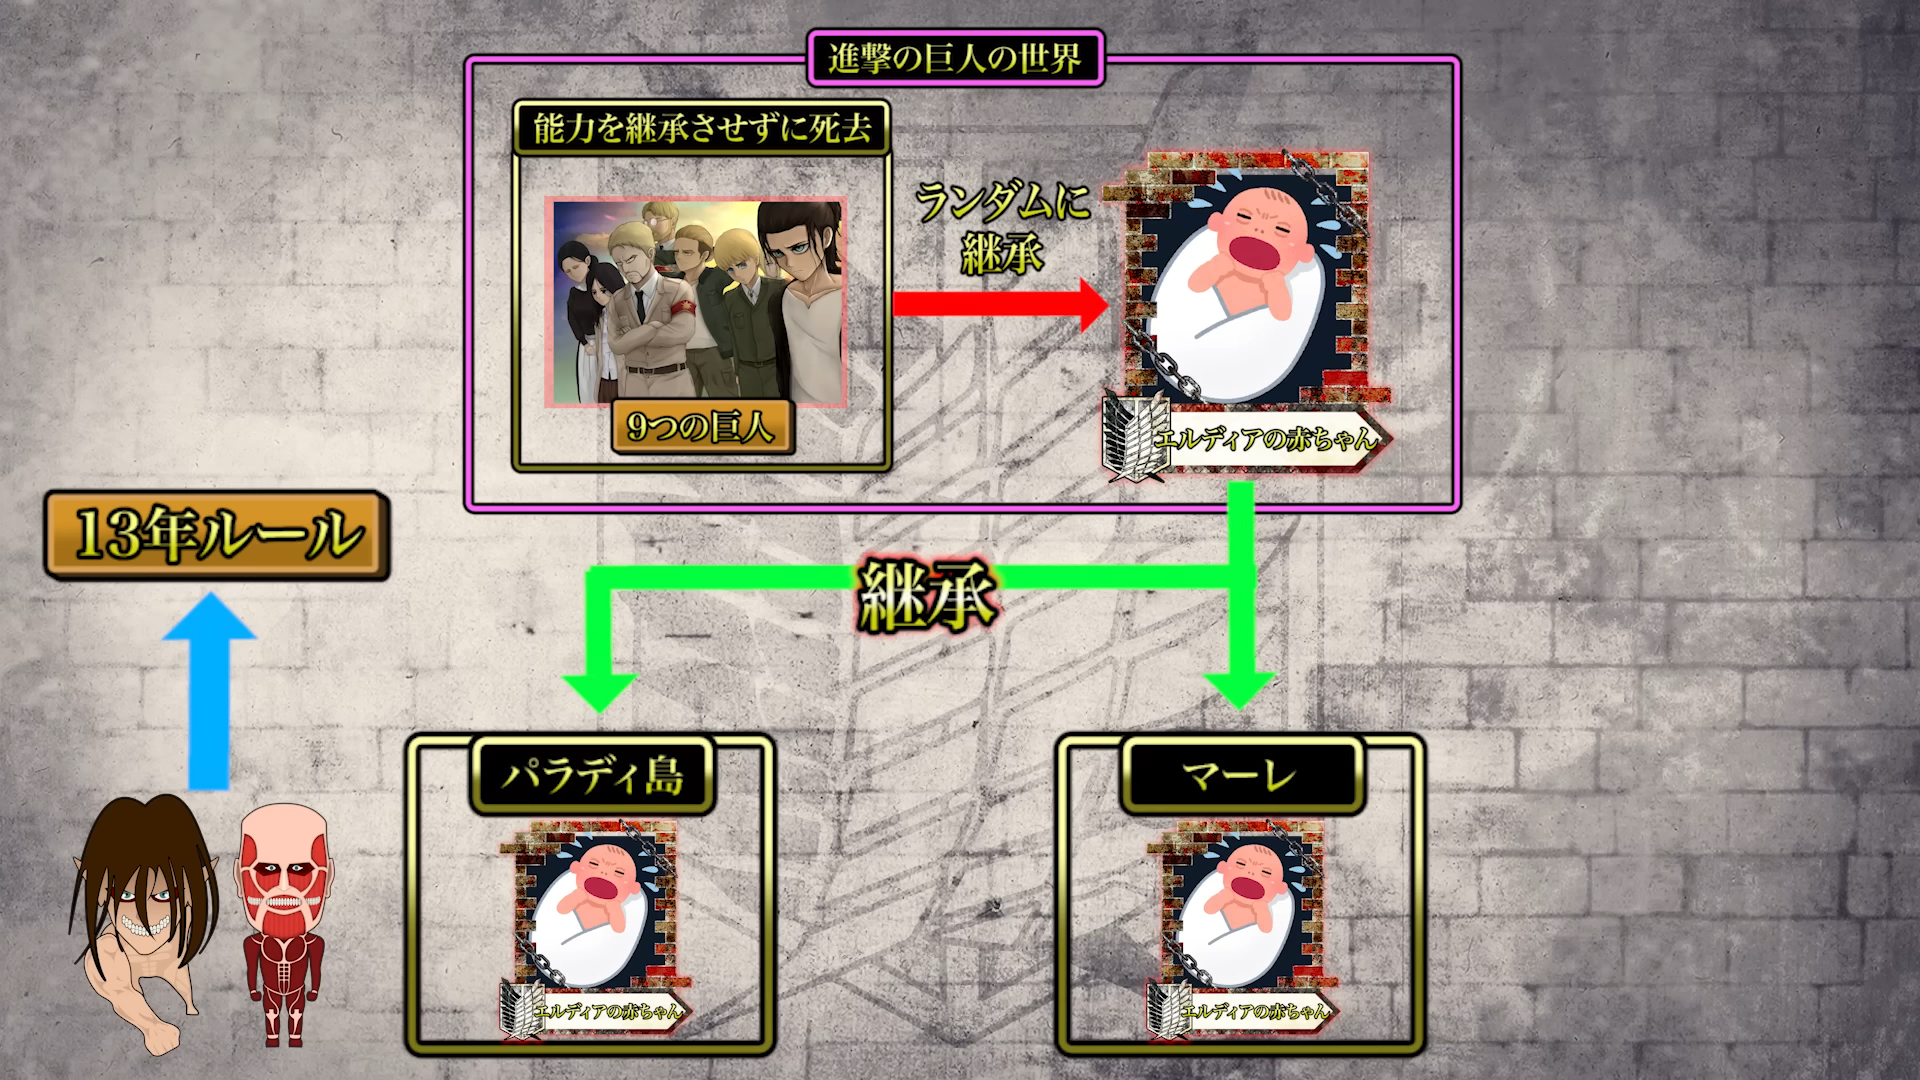 進撃の巨人の世界
能力を継承させずに死去
ランダムに
継承
9つの巨人
エルディアの赤ちゃん
13年ルール
継承
パラディ島
マーレ
エルディアの赤ちゃん
エルディアの赤ちゃん